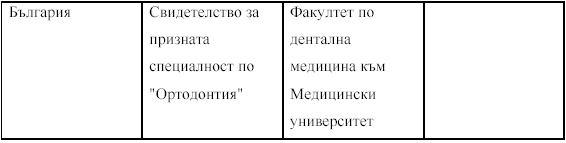 България
Свидетелство за
призната
специалност по
"Ортодонтия"
Факултет по
дентална
медицина към
Медицински
университет